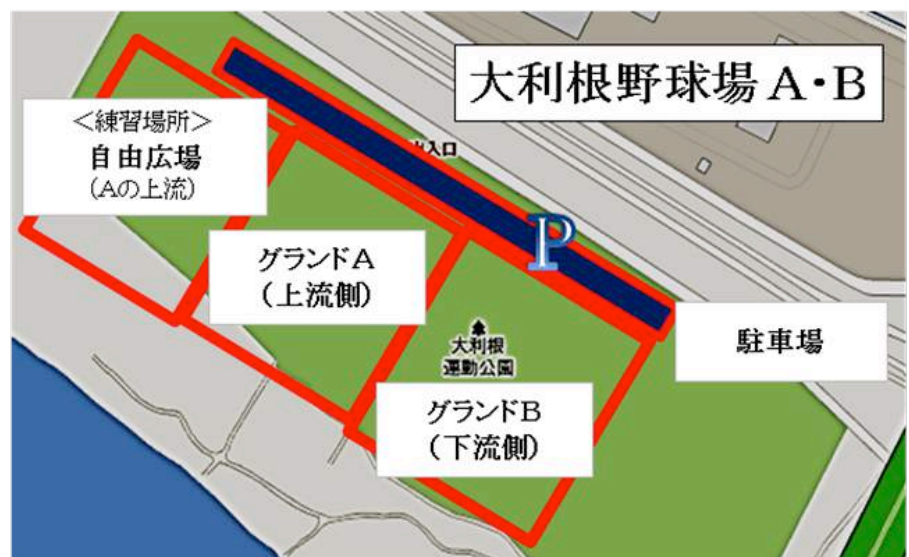 大利根野球場A・B
<練習場所>
自由広場
(Aの上流)
入口
グランドA
(上流側)
P
大利根
運動公園
駐車場
グランドB
(下流側)